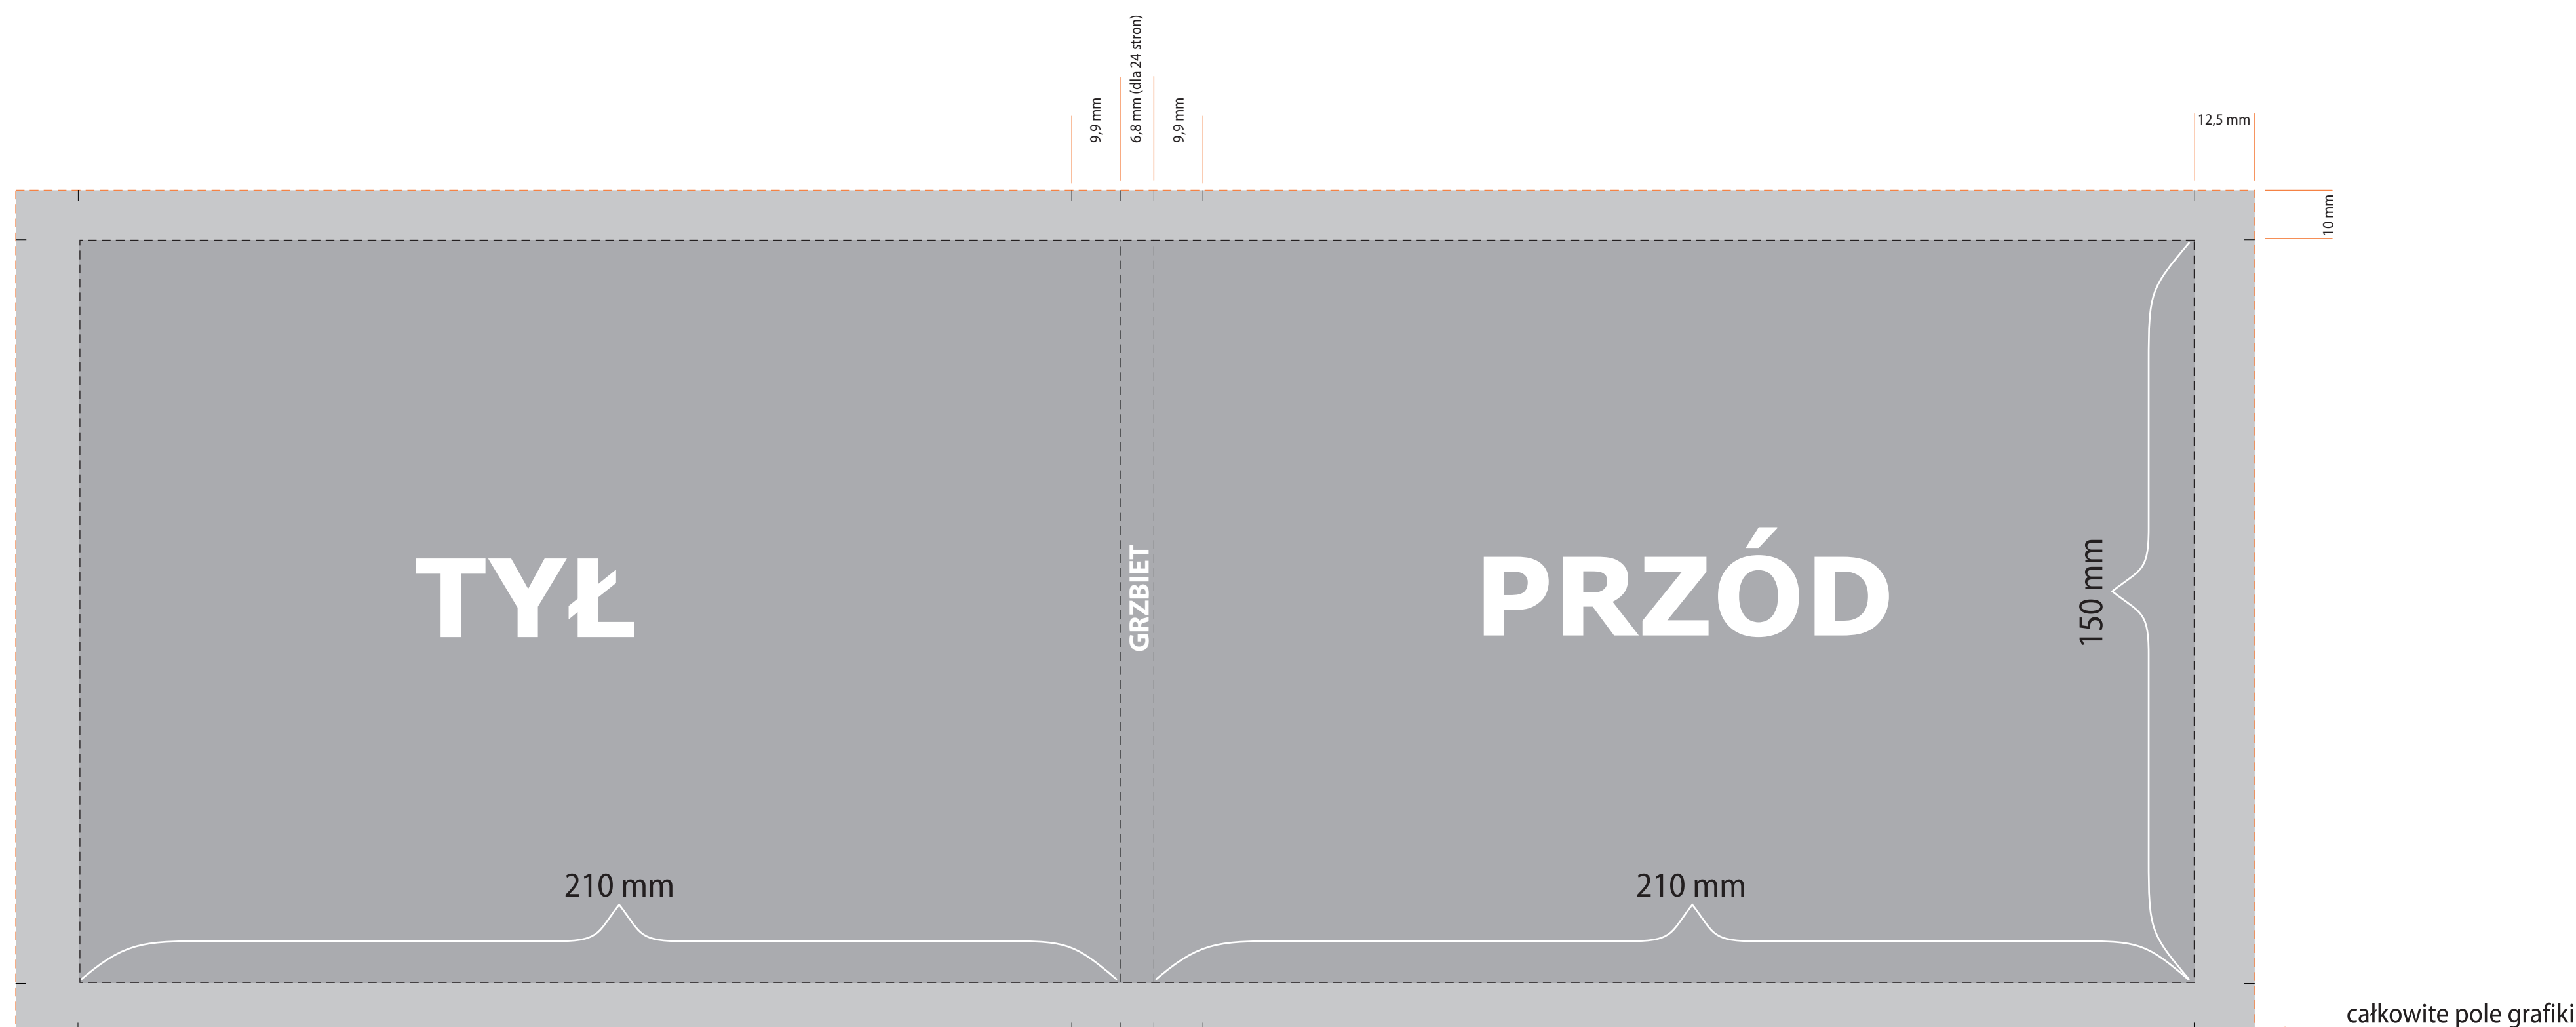 9,9 mm
6,8 mm (dla 24 stron)
9,9 mm
12,5 mm
10 mm
TYŁ
GRZBIET
PRZÓD
150 mm
210 mm
210 mm
całkowite pole grafiki